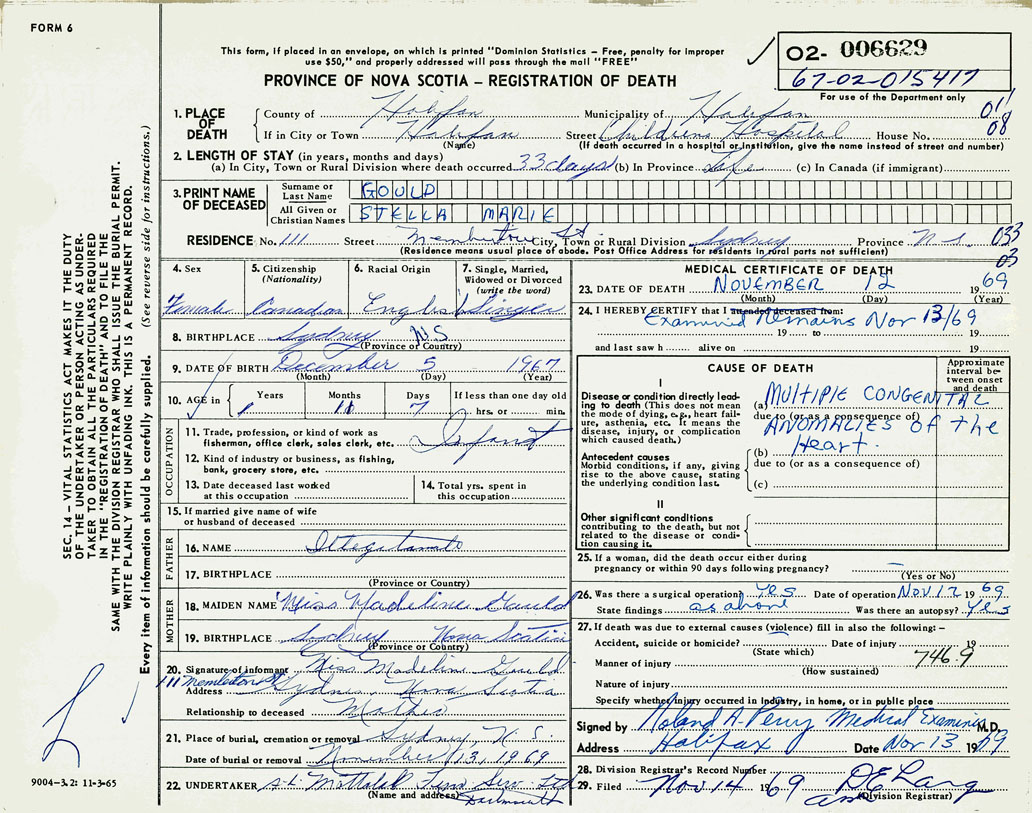 FORM 6
This form, if placed in an envelope, on which is printed "Dominion Statistics – Free, penalty for improper
use $50," and properly addressed will pass through the mail "FREE"
PROVINCE OF NOVA SCOTIA – REGISTRATION OF DEATH
02- 006629
67-02-015417
For use of the Department only
SEC. 14 – VITAL STATISTICS ACT MAKES IT THE DUTY
OF THE UNDERTAKER OR PERSON ACTING AS UNDER-
TAKER TO OBTAIN ALL THE PARTICULARS REQUIRED
IN THE "REGISTRATION OF DEATH" AND TO FILE THE
SAME WITH THE DIVISION REGISTRAR WHO SHALL ISSUE THE BURIAL PERMIT.
WRITE PLAINLY WITH UNFADING INK. THIS IS A PERMANENT RECORD.
Every item of information should be carefully supplied. (See reverse side for instructions.)
1. PLACE OF DEATH
County of Halifax Municipality of Halifax 011
If in City or Town Halifax Street Childrens Hospital House No. 08
(Name) (If death occurred in a hospital or institution, give the name instead of street and number)
2. LENGTH OF STAY (in years, months and days)
(a) In City, Town or Rural Division where death occurred 33 days (b) In Province Life (c) In Canada (if immigrant)
3. PRINT NAME OF DECEASED
Surname or Last Name GOULD
All Given or Christian Names STELLA MARIE
RESIDENCE No. 111 Street Membertou St City, Town or Rural Division Sydney Province N.S. 033
(Residence means usual place of abode. Post Office Address for residents in rural parts not sufficient) 03
4. Sex Female
5. Citizenship (Nationality) Canadian
6. Racial Origin English
7. Single, Married, Widowed or Divorced (write the word) Single
8. BIRTHPLACE Sydney N.S.
(Province or Country)
9. DATE OF BIRTH December 5 1967
(Month) (Day) (Year)
10. AGE in Years 1 Months 11 Days 7 If less than one day old hrs. or min.
OCCUPATION
11. Trade, profession, or kind of work as fisherman, office clerk, sales clerk, etc. Infant
12. Kind of industry or business, as fishing, bank, grocery store, etc.
13. Date deceased last worked at this occupation
14. Total yrs. spent in this occupation
15. If married give name of wife or husband of deceased
FATHER
16. NAME Illegitimate
17. BIRTHPLACE
(Province or Country)
MOTHER
18. MAIDEN NAME Miss Madeline Gould
19. BIRTHPLACE Sydney Nova Scotia
(Province or Country)
20. Signature of informant Miss Madeline Gould
111 Membertou St
Address Sydney Nova Scotia
Relationship to deceased Mother
21. Place of burial, cremation or removal Sydney, N.S.
Date of burial or removal November 13, 1969
22. UNDERTAKER Ltd
(Name and address) Dartmouth
9004–3.2: 11-3-65
MEDICAL CERTIFICATE OF DEATH
23. DATE OF DEATH NOVEMBER 12 1969
(Month) (Day) (Year)
24. I HEREBY CERTIFY that I attended deceased from:
Examined Remains Nov 13/69
19 to 19
and last saw h alive on 19
CAUSE OF DEATH
Approximate interval between onset and death
I
Disease or condition directly leading to death (This does not mean the mode of dying, e.g., heart failure, asthenia, etc. It means the disease, injury, or complication which caused death.)
(a) MULTIPLE CONGENITAL
due to (or as a consequence of)
ANOMALIES of the
Heart.
Antecedent causes
Morbid conditions, if any, giving rise to the above cause, stating the underlying condition last.
(b)
due to (or as a consequence of)
(c)
II
Other significant conditions contributing to the death, but not related to the disease or condition causing it.
25. If a woman, did the death occur either during
pregnancy or within 90 days following pregnancy? –
(Yes or No)
26. Was there a surgical operation? Yes Date of operation Nov 12 1969
State findings as above Was there an autopsy? Yes
27. If death was due to external causes (violence) fill in also the following: –
Accident, suicide or homicide? Date of injury 19
(State which)
746.9
Manner of injury
(How sustained)
Nature of injury
Specify whether injury occurred in Industry, in home, or in public place
Signed by Roland A. Perry Medical Examiner M.D.
Address Halifax Date Nov 13 1969
28. Division Registrar's Record Number
29. Filed Nov 14 1969
(Division Registrar)